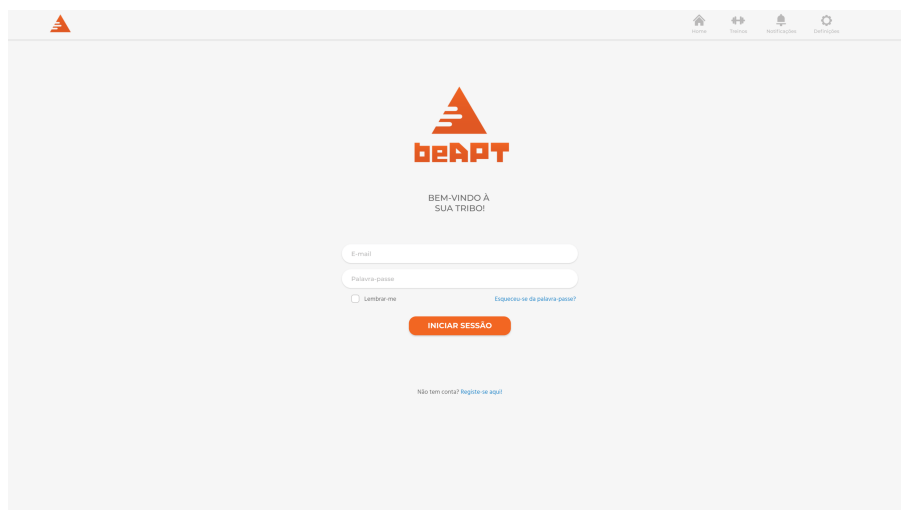 Home
Treinos
Notificações
Definições
beAPT
BEM-VINDO À
SUA TRIBO!
E-mail
Palavra-passe
Lembrar-me
Esqueceu-se da palavra-passe?
INICIAR SESSÃO
Não tem conta? Registe-se aqui!